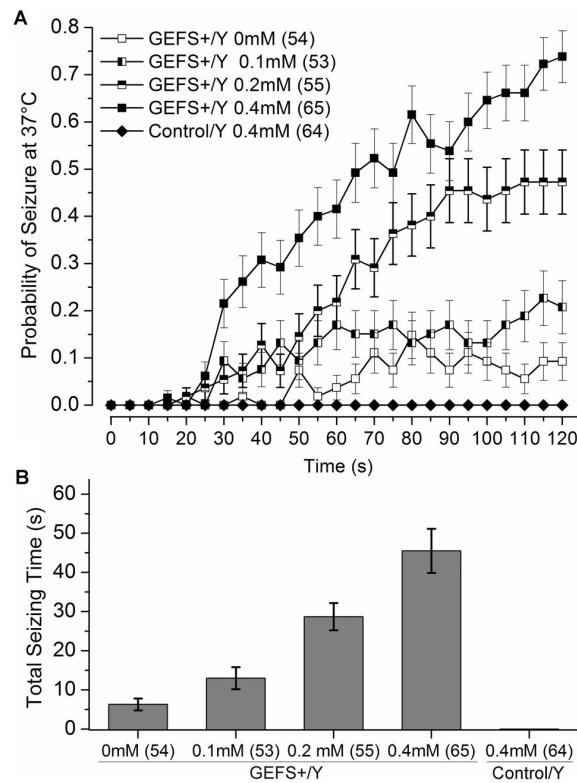 A
GEFS+/Y 0mM (54)
GEFS+/Y 0.1mM (53)
GEFS+/Y 0.2mM (55)
GEFS+/Y 0.4mM (65)
Control/Y 0.4mM (64)
Probability of Seizure at 37°C
0.8
0.7
0.6
0.5
0.4
0.3
0.2
0.1
0.0
0 10 20 30 40 50 60 70 80 90 100 110 120
Time (s)
B
Total Seizing Time (s)
60
50
40
30
20
10
0
0mM (54) 0.1mM (53) 0.2 mM (55) 0.4mM (65) 0.4mM (64)
GEFS+/Y Control/Y